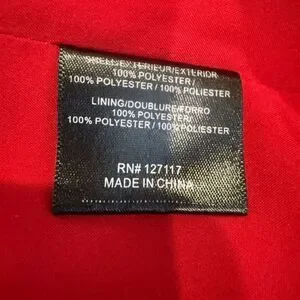 SHELL/EXTERIEUR/EXTERIOR
100% POLYESTER/
100% POLYESTER / 100% POLIESTER
LINING/DOUBLURE/FORRO
100% POLYESTER/
100% POLYESTER / 100% POLIESTER
RN# 127117
MADE IN CHINA